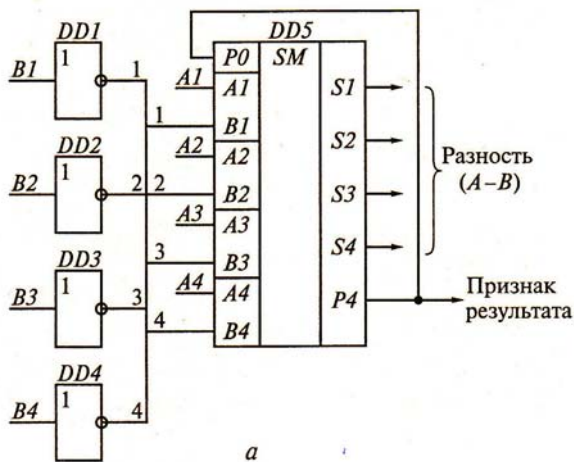 DD1
B1
1
1
DD2
B2
1
2
DD3
B3
1
3
DD4
B4
1
4
DD5
P0
SM
A1
A1
1
B1
A2
A2
2
B2
A3
A3
3
B3
A4
A4
4
B4
S1
S2
S3
S4
P4
Разность
(A–B)
Признак
результата
а